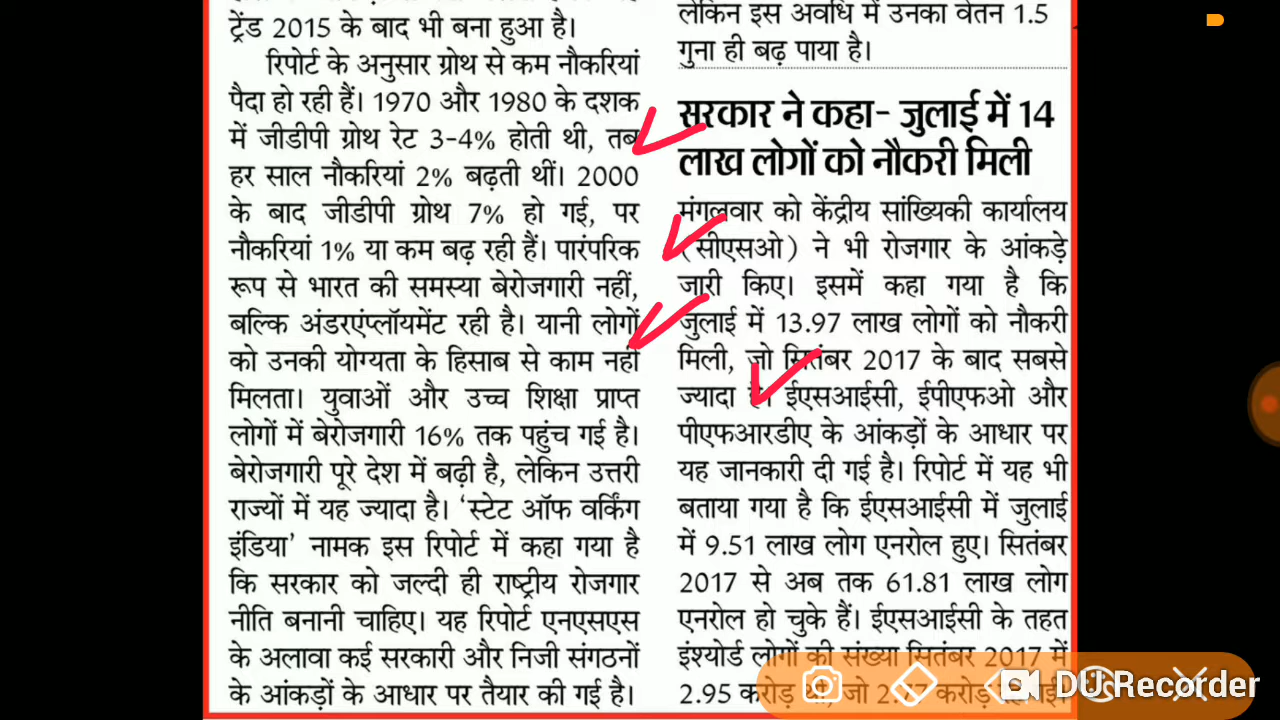 ट्रेंड 2015 के बाद भी बना हुआ है।
रिपोर्ट के अनुसार ग्रोथ से कम नौकरियां
पैदा हो रही हैं। 1970 और 1980 के दशक
में जीडीपी ग्रोथ रेट 3-4% होती थी, तब
हर साल नौकरियां 2% बढ़ती थीं। 2000
के बाद जीडीपी ग्रोथ 7% हो गई, पर
नौकरियां 1% या कम बढ़ रही हैं। पारंपरिक
रूप से भारत की समस्या बेरोजगारी नहीं,
बल्कि अंडरएंप्लॉयमेंट रही है। यानी लोगों
को उनकी योग्यता के हिसाब से काम नहीं
मिलता। युवाओं और उच्च शिक्षा प्राप्त
लोगों में बेरोजगारी 16% तक पहुंच गई है।
बेरोजगारी पूरे देश में बढ़ी है, लेकिन उत्तरी
राज्यों में यह ज्यादा है। ‘स्टेट ऑफ वर्किंग
इंडिया’ नामक इस रिपोर्ट में कहा गया है
कि सरकार को जल्दी ही राष्ट्रीय रोजगार
नीति बनानी चाहिए। यह रिपोर्ट एनएसएस
के अलावा कई सरकारी और निजी संगठनों
के आंकड़ों के आधार पर तैयार की गई है।
लेकिन इस अवधि में उनका वेतन 1.5
गुना ही बढ़ पाया है।
सरकार ने कहा- जुलाई में 14
लाख लोगों को नौकरी मिली
मंगलवार को केंद्रीय सांख्यिकी कार्यालय
(सीएसओ) ने भी रोजगार के आंकड़े
जारी किए। इसमें कहा गया है कि
जुलाई में 13.97 लाख लोगों को नौकरी
मिली, जो सितंबर 2017 के बाद सबसे
ज्यादा है। ईएसआईसी, ईपीएफओ और
पीएफआरडीए के आंकड़ों के आधार पर
यह जानकारी दी गई है। रिपोर्ट में यह भी
बताया गया है कि ईएसआईसी में जुलाई
में 9.51 लाख लोग एनरोल हुए। सितंबर
2017 से अब तक 61.81 लाख लोग
एनरोल हो चुके हैं। ईएसआईसी के तहत
इंश्योर्ड लोगों की संख्या सितंबर 2017 में
2.95 करोड़ थी, जो करोड़
DU Recorder